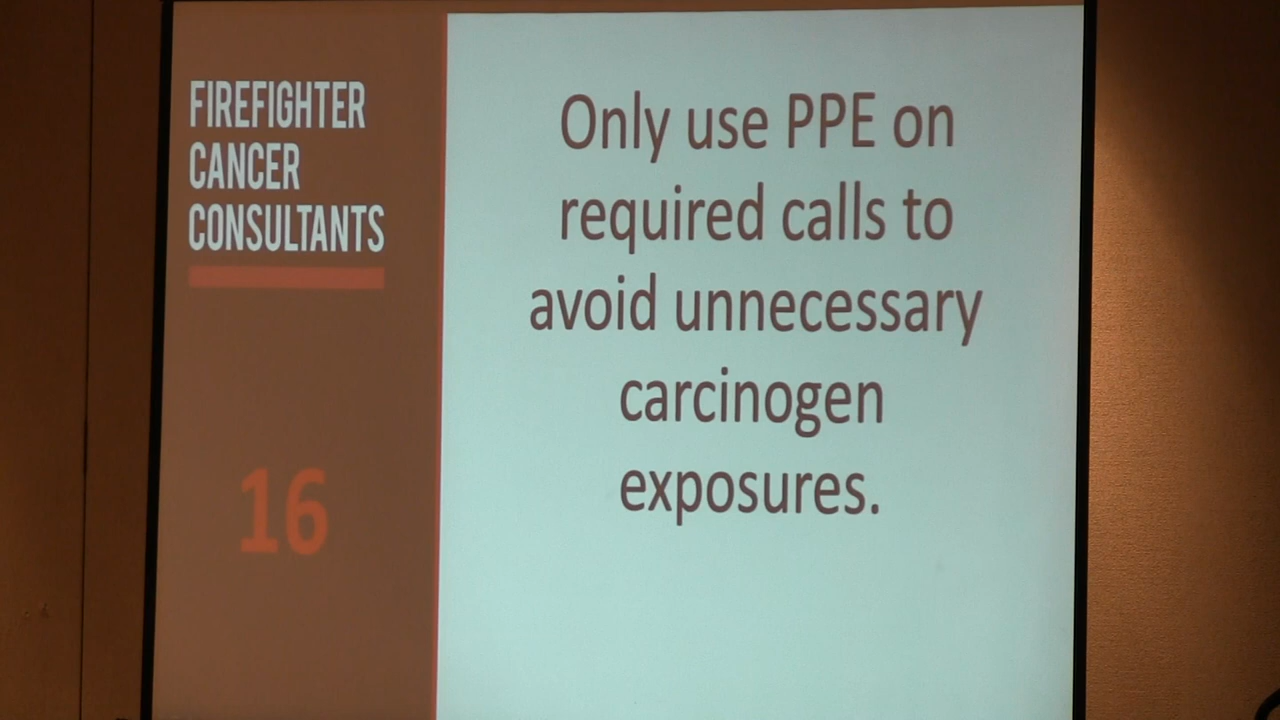 FIREFIGHTER
CANCER
CONSULTANTS
16
Only use PPE on
required calls to
avoid unnecessary
carcinogen
exposures.